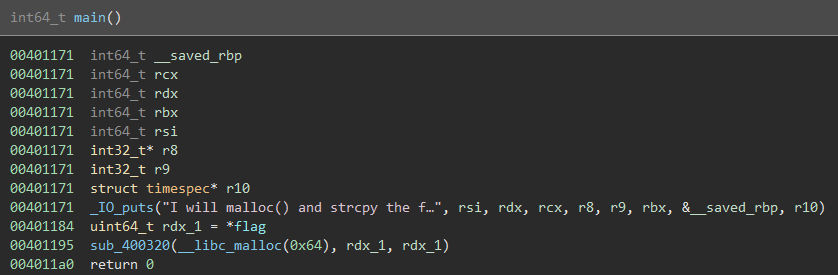 int64_t main()
00401171 int64_t __saved_rbp
00401171 int64_t rcx
00401171 int64_t rdx
00401171 int64_t rbx
00401171 int64_t rsi
00401171 int32_t* r8
00401171 int32_t r9
00401171 struct timespec* r10
00401171 _IO_puts("I will malloc() and strcpy the f…", rsi, rdx, rcx, r8, r9, rbx, &__saved_rbp, r10)
00401184 uint64_t rdx_1 = *flag
00401195 sub_400320(__libc_malloc(0x64), rdx_1, rdx_1)
004011a0 return 0